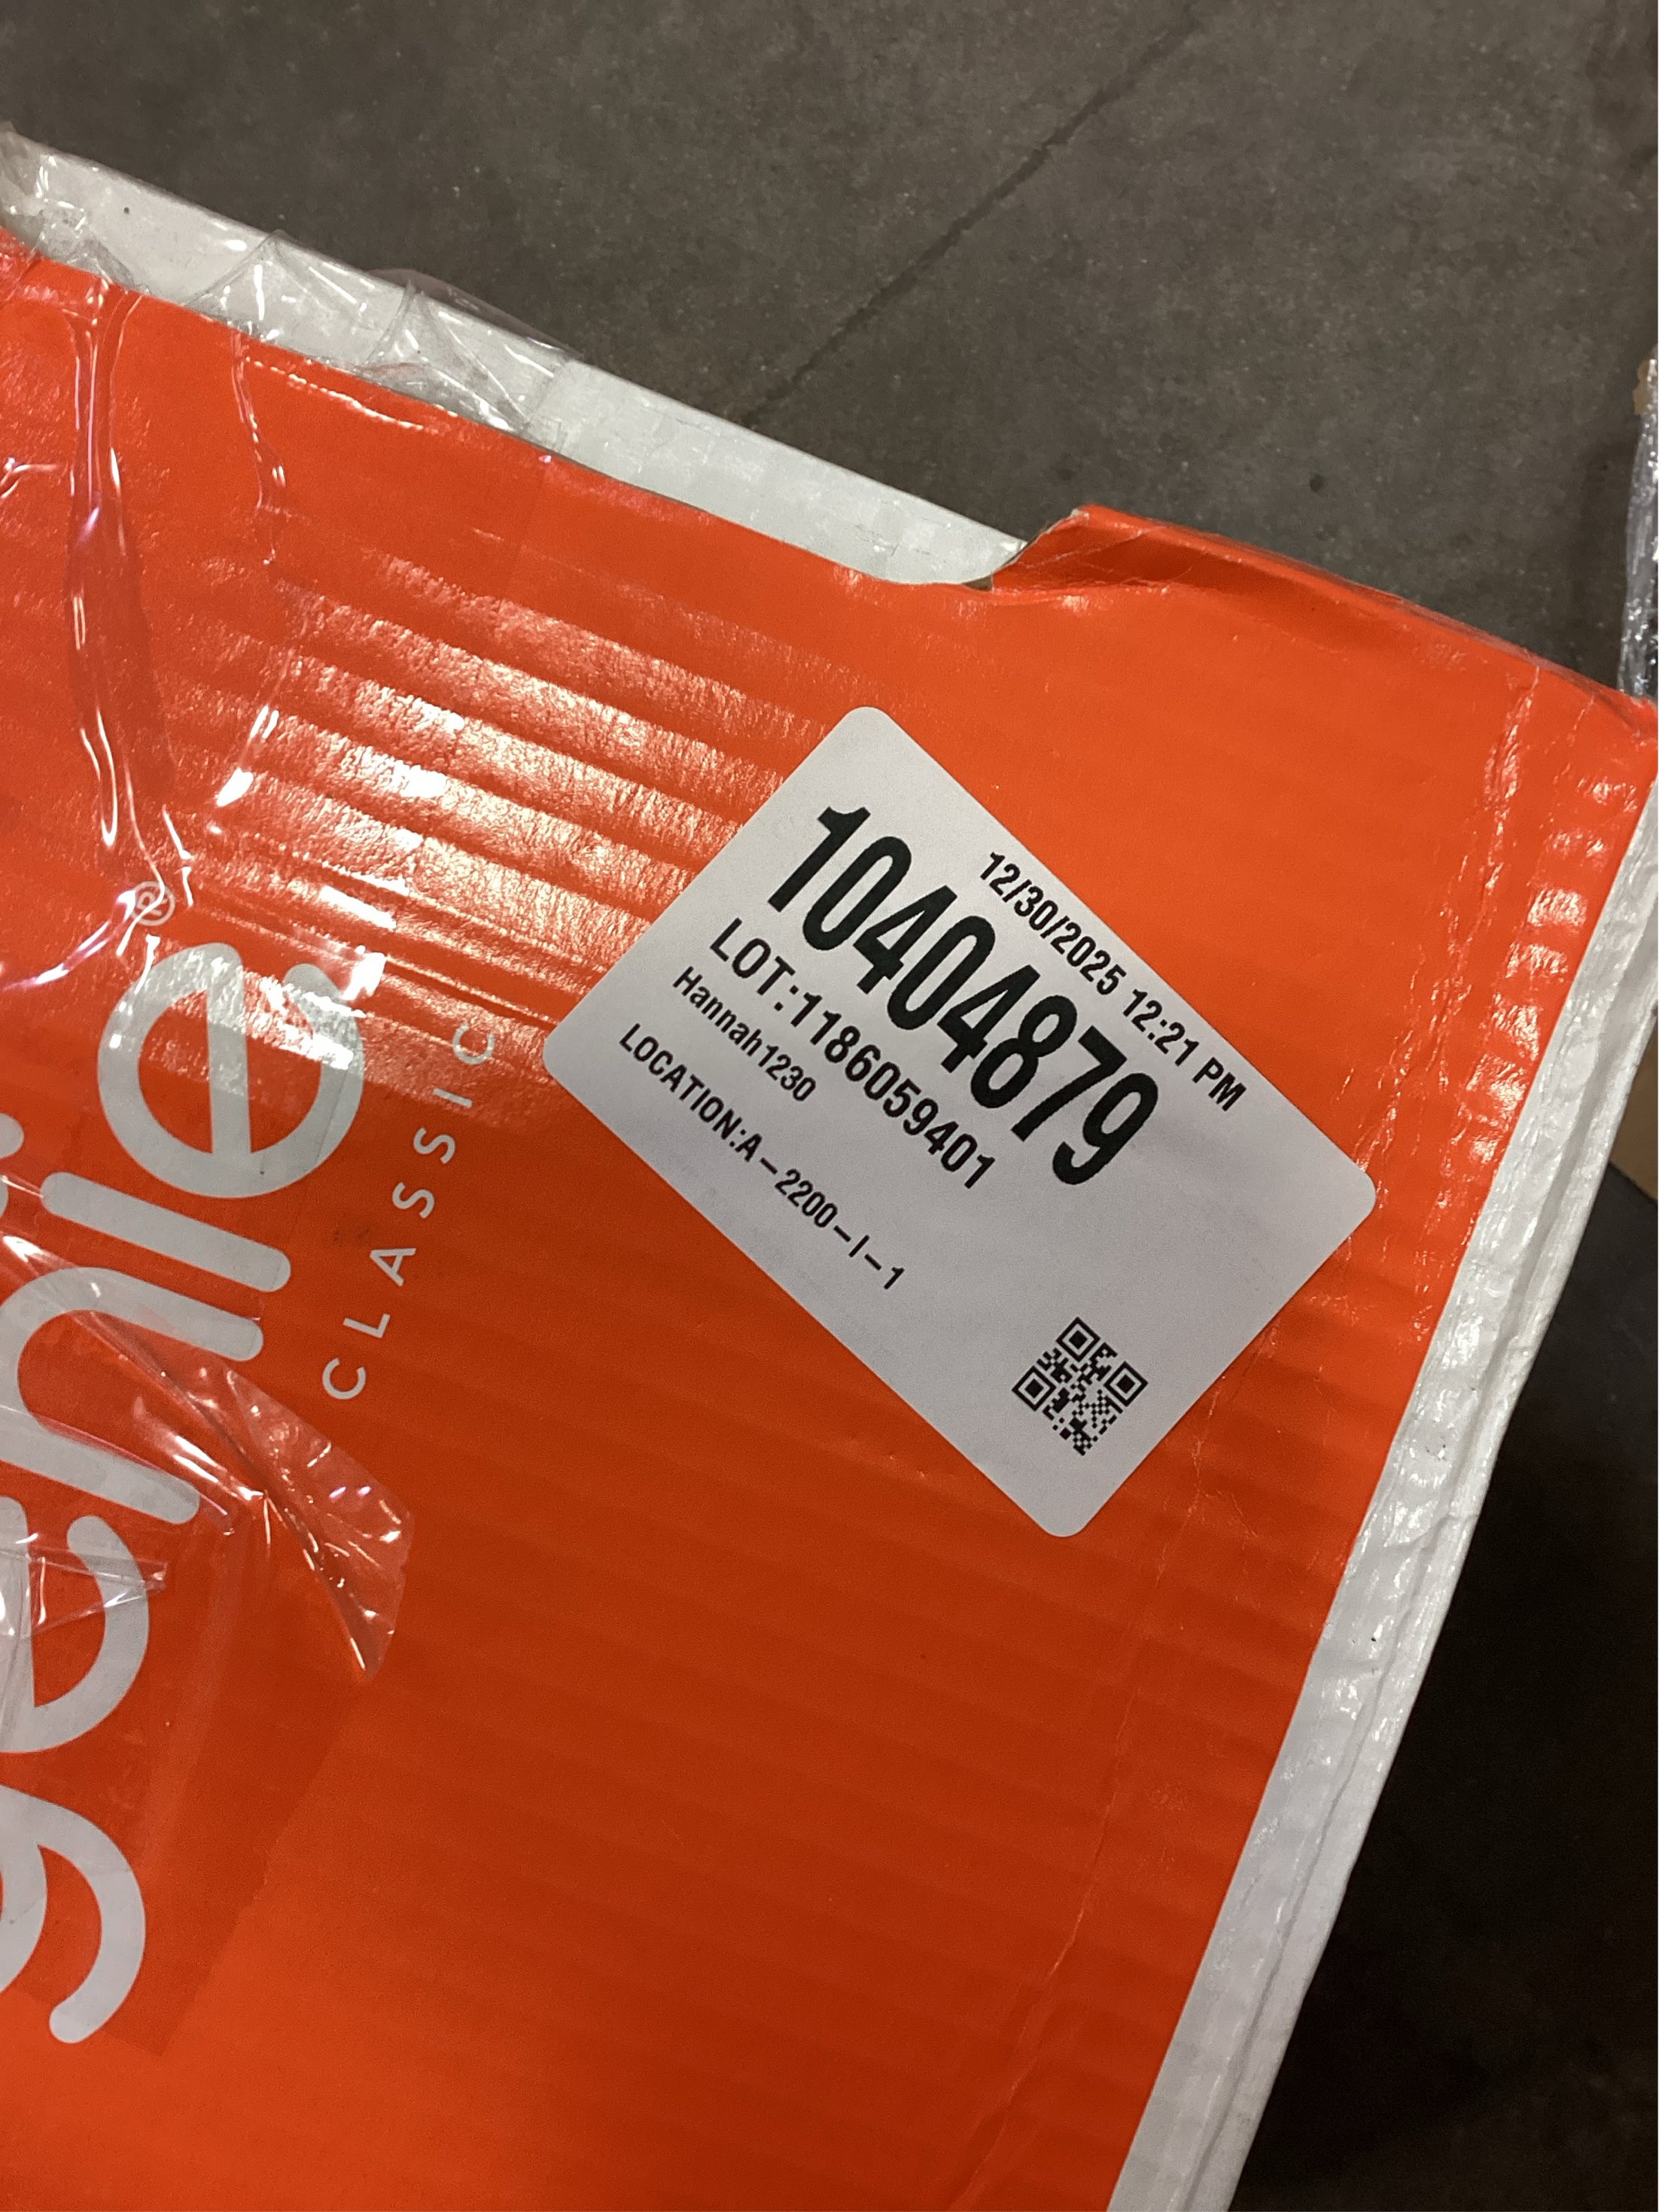 12/30/2025 12:21 PM
10404879
LOT:1186059401
Hannah1230
LOCATION:A-2200-I-1
genie®
CLASSIC